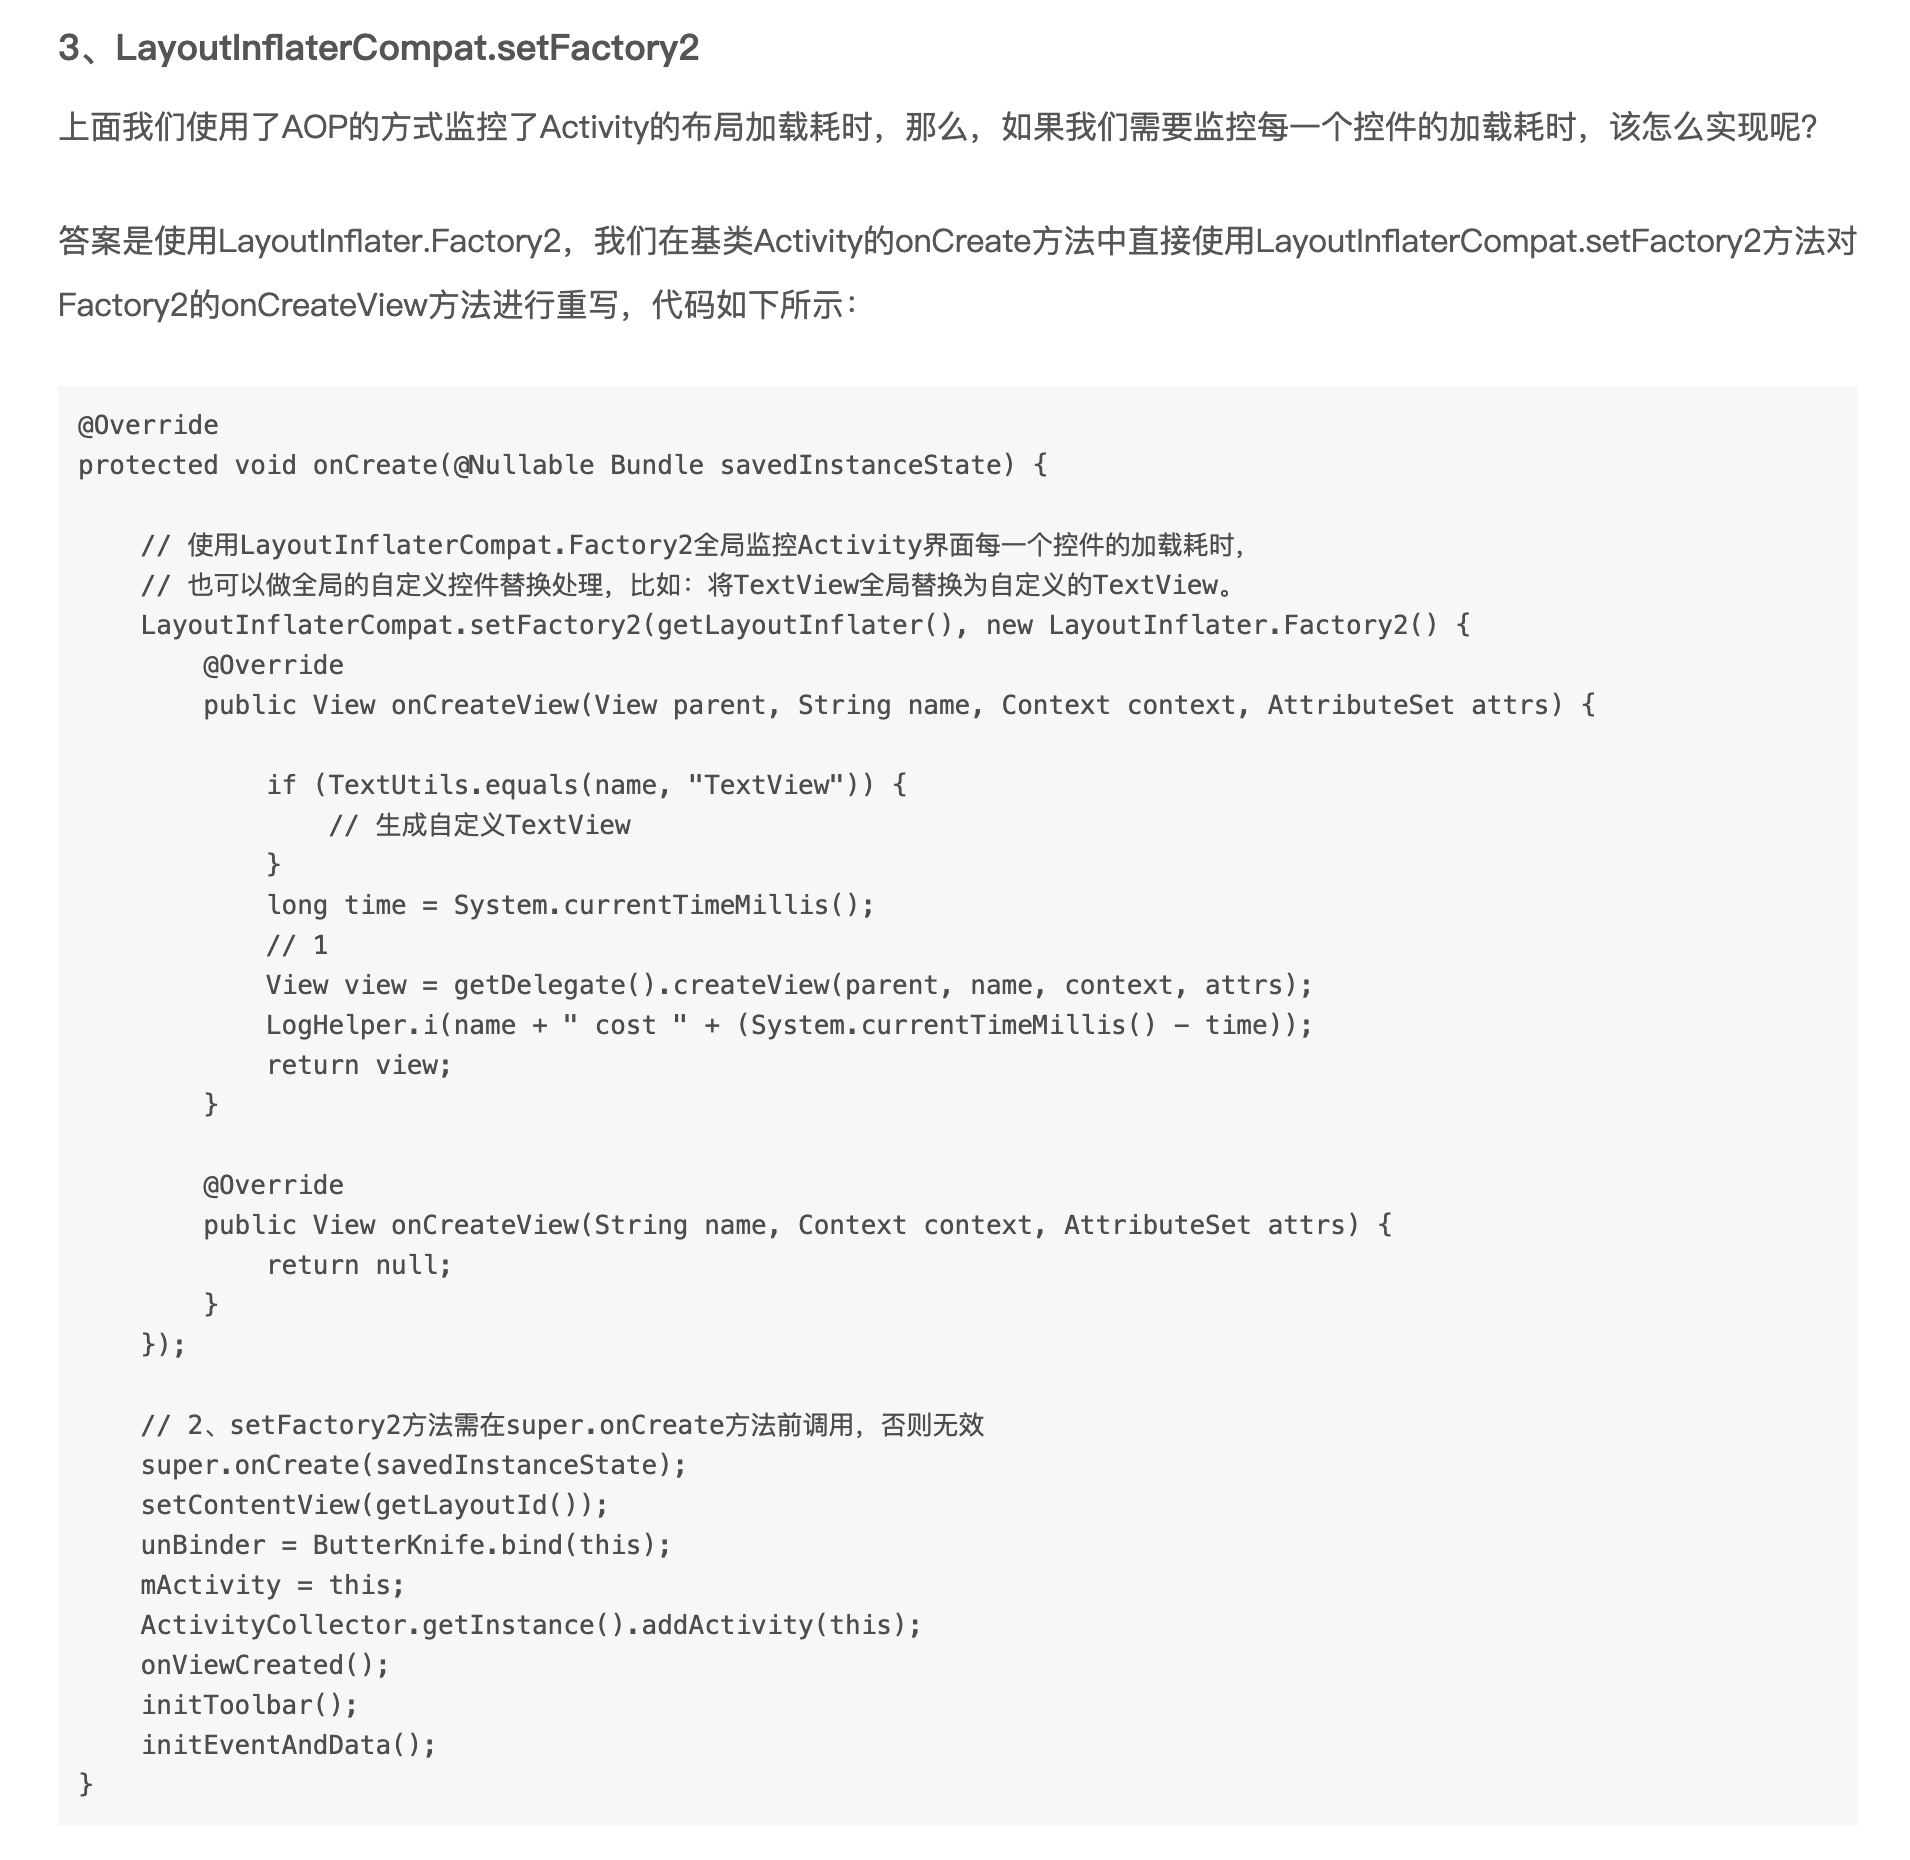 3、LayoutInflaterCompat.setFactory2
上面我们使用了AOP的方式监控了Activity的布局加载耗时，那么，如果我们需要监控每一个控件的加载耗时，该怎么实现呢？
答案是使用LayoutInflater.Factory2，我们在基类Activity的onCreate方法中直接使用LayoutInflaterCompat.setFactory2方法对
Factory2的onCreateView方法进行重写，代码如下所示：
@Override
protected void onCreate(@Nullable Bundle savedInstanceState) {
    // 使用LayoutInflaterCompat.Factory2全局监控Activity界面每一个控件的加载耗时，
    // 也可以做全局的自定义控件替换处理，比如：将TextView全局替换为自定义的TextView。
    LayoutInflaterCompat.setFactory2(getLayoutInflater(), new LayoutInflater.Factory2() {
        @Override
        public View onCreateView(View parent, String name, Context context, AttributeSet attrs) {
            if (TextUtils.equals(name, "TextView")) {
                // 生成自定义TextView
            }
            long time = System.currentTimeMillis();
            // 1
            View view = getDelegate().createView(parent, name, context, attrs);
            LogHelper.i(name + " cost " + (System.currentTimeMillis() - time));
            return view;
        }
        @Override
        public View onCreateView(String name, Context context, AttributeSet attrs) {
            return null;
        }
    });
    // 2、setFactory2方法需在super.onCreate方法前调用，否则无效
    super.onCreate(savedInstanceState);
    setContentView(getLayoutId());
    unBinder = ButterKnife.bind(this);
    mActivity = this;
    ActivityCollector.getInstance().addActivity(this);
    onViewCreated();
    initToolbar();
    initEventAndData();
}